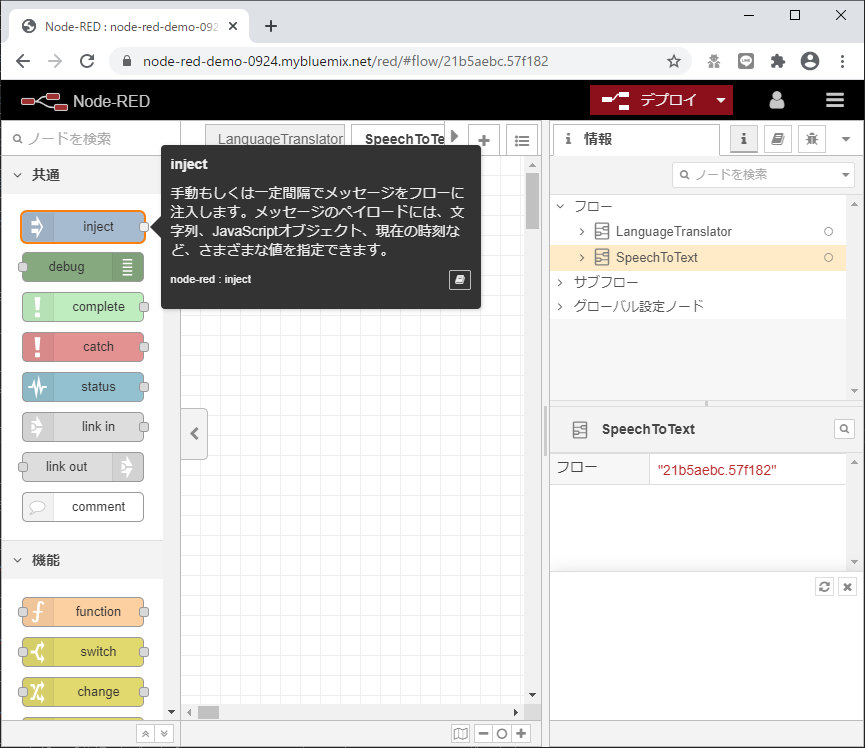 Node-RED : node-red-demo-092
node-red-demo-0924.mybluemix.net/red/#flow/21b5aebc.57f182
Node-RED
デプロイ
ノードを検索
LanguageTranslator
SpeechToTe
情報
共通
inject
debug
complete
catch
status
link in
link out
comment
機能
function
switch
change
inject
手動もしくは一定間隔でメッセージをフローに
注入します。メッセージのペイロードには、文
字列、JavaScriptオブジェクト、現在の時刻な
ど、さまざまな値を指定できます。
node-red : inject
ノードを検索
フロー
LanguageTranslator
SpeechToText
サブフロー
グローバル設定ノード
SpeechToText
フロー
"21b5aebc.57f182"